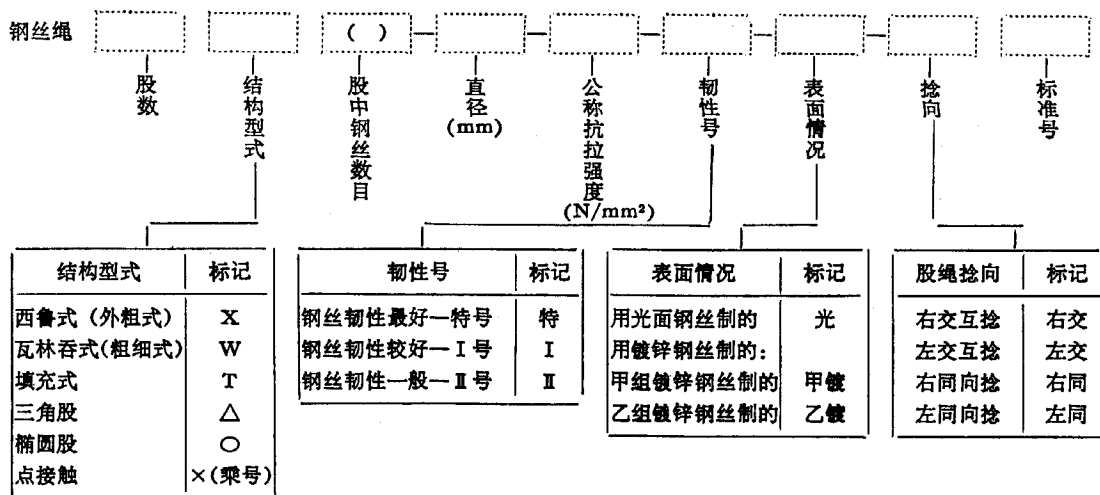 钢丝绳 ( )
股数
结构型式
股中钢丝数目
直径(mm)
公称抗拉强度(N/mm²)
韧性号
表面情况
捻向
标准号
结构型式 标记
西鲁式（外粗式） X
瓦林吞式(粗细式) W
填充式 T
三角股 △
椭圆股 ○
点接触 ×(乘号)
韧性号 标记
钢丝韧性最好—特号 特
钢丝韧性较好—Ⅰ号 Ⅰ
钢丝韧性一般—Ⅱ号 Ⅱ
表面情况 标记
用光面钢丝制的 光
用镀锌钢丝制的：
甲组镀锌钢丝制的 甲镀
乙组镀锌钢丝制的 乙镀
股绳捻向 标记
右交互捻 右交
左交互捻 左交
右同向捻 右同
左同向捻 左同